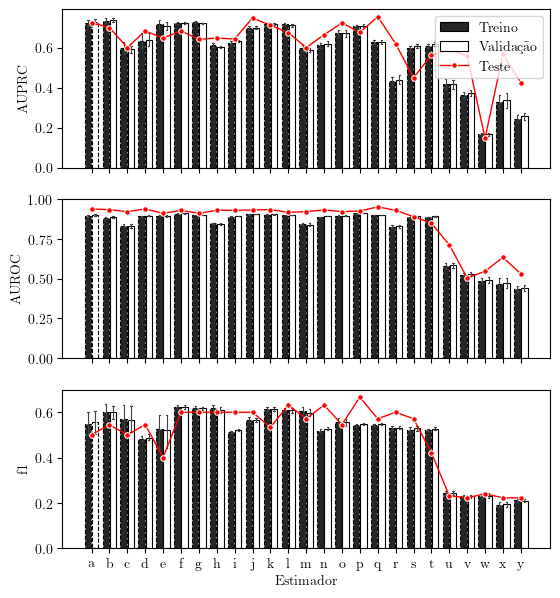 Treino
Validação
Teste
AUPRC
0.6
0.4
0.2
0.0
AUROC
1.00
0.75
0.50
0.25
0.00
f1
0.6
0.4
0.2
0.0
a b c d e f g h i j k l m n o p q r s t u v w x y
Estimador